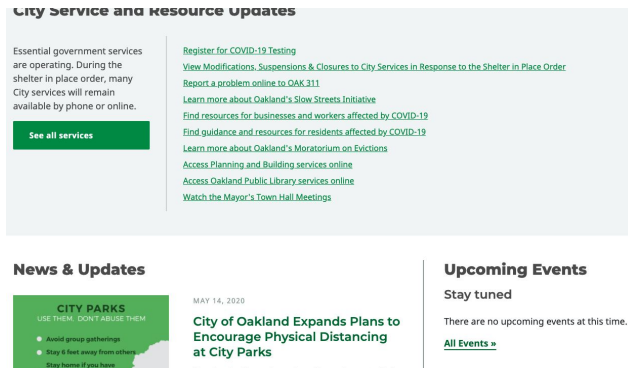 City Service and Resource Updates
Essential government services
are operating. During the
shelter in place order, many
City services will remain
available by phone or online.
See all services
Register for COVID-19 Testing
View Modifications, Suspensions & Closures to City Services in Response to the Shelter in Place Order
Report a problem online to OAK 311
Learn more about Oakland's Slow Streets Initiative
Find resources for businesses and workers affected by COVID-19
Find guidance and resources for residents affected by COVID-19
Learn more about Oakland's Moratorium on Evictions
Access Planning and Building services online
Access Oakland Public Library services online
Watch the Mayor's Town Hall Meetings
News & Updates
CITY PARKS
USE THEM, DON'T ABUSE THEM
Avoid group gatherings
Stay 6 feet away from others
Stay home if you have
MAY 14, 2020
City of Oakland Expands Plans to
Encourage Physical Distancing
at City Parks
Upcoming Events
Stay tuned
There are no upcoming events at this time.
All Events »